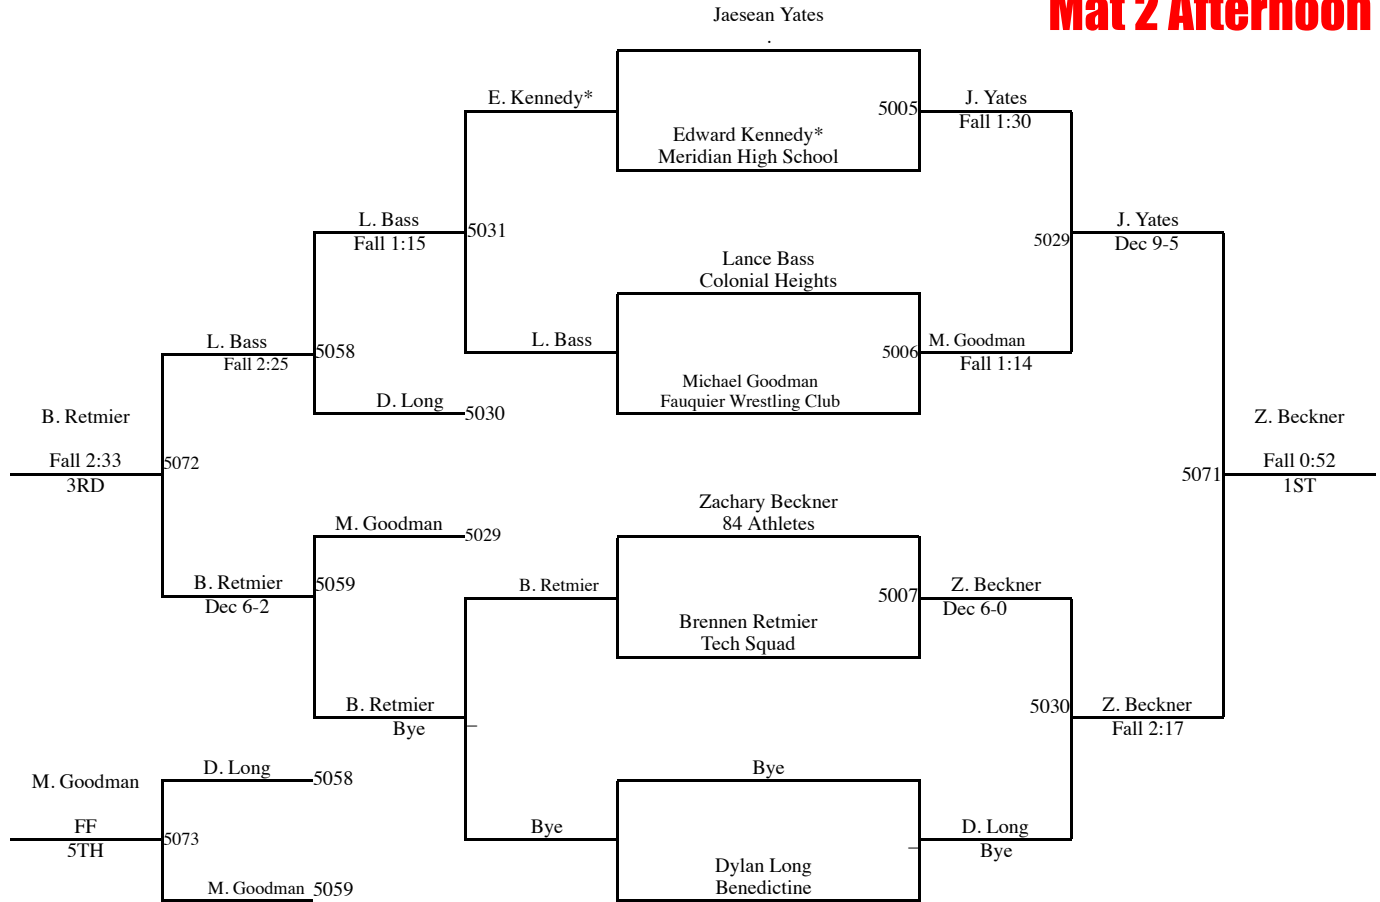 Mat 2 Afternoon
Jaesean Yates
.
E. Kennedy*
5005
J. Yates
Fall 1:30
Edward Kennedy*
Meridian High School
L. Bass
Fall 1:15
5031
5029
J. Yates
Dec 9-5
Lance Bass
Colonial Heights
L. Bass
Fall 2:25
5058
L. Bass
5006
M. Goodman
Fall 1:14
Michael Goodman
Fauquier Wrestling Club
D. Long
5030
B. Retmier
Fall 2:33
3RD
5072
Z. Beckner
Fall 0:52
1ST
5071
Zachary Beckner
84 Athletes
M. Goodman
5029
B. Retmier
Dec 6-2
5059
B. Retmier
5007
Z. Beckner
Dec 6-0
Brennen Retmier
Tech Squad
B. Retmier
Bye
5030
Z. Beckner
Fall 2:17
D. Long
5058
Bye
M. Goodman
FF
5TH
5073
Bye
D. Long
Bye
Dylan Long
Benedictine
M. Goodman
5059